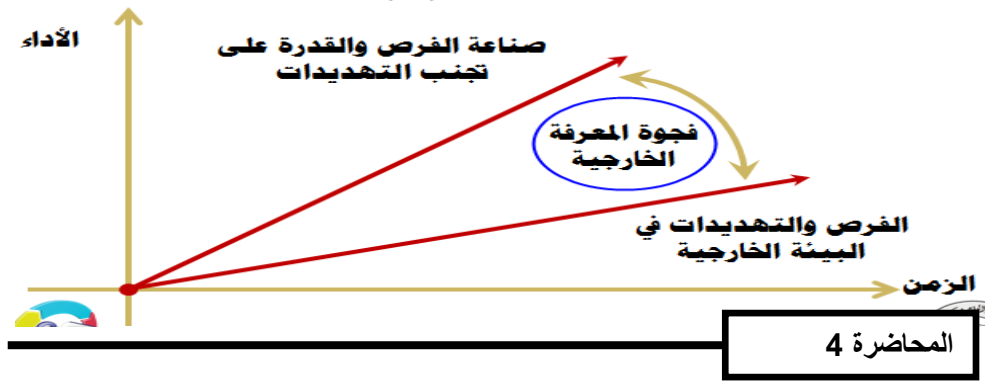 الأداء
صناعة الفرص والقدرة على
تجنب التهديدات
فجوة المعرفة
الخارجية
الفرص والتهديدات في
البيئة الخارجية
الزمن
المحاضرة 4